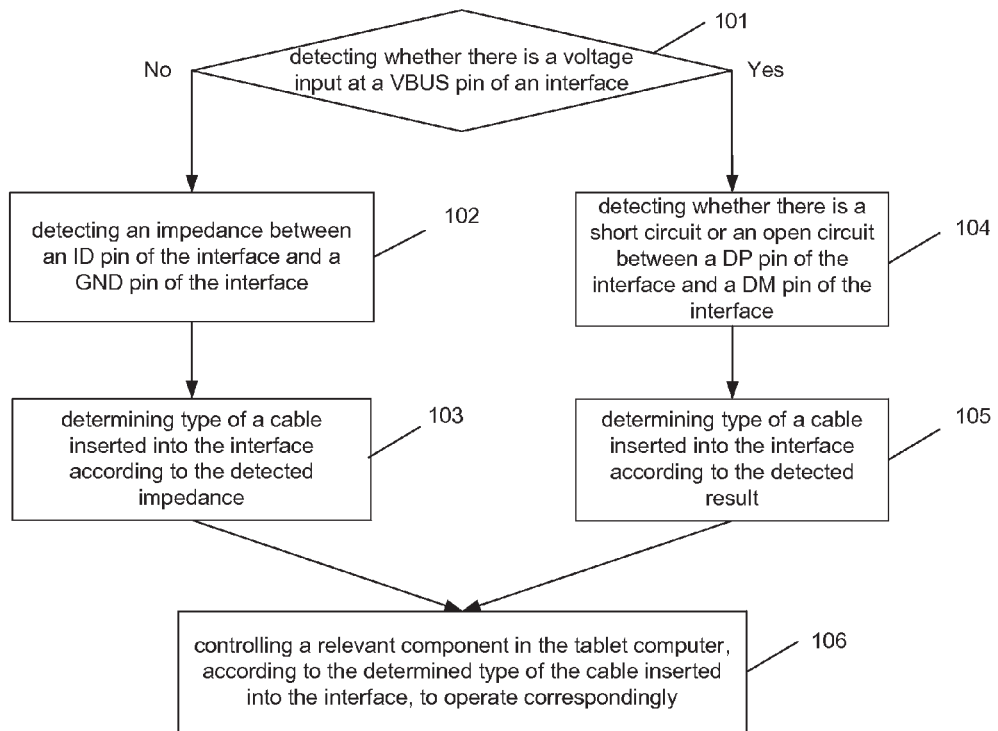 101
detecting whether there is a voltage
input at a VBUS pin of an interface
No
Yes
detecting an impedance between
an ID pin of the interface and a
GND pin of the interface
102
detecting whether there is a
short circuit or an open circuit
between a DP pin of the
interface and a DM pin of the
interface
104
determining type of a cable
inserted into the interface
according to the detected
impedance
103
determining type of a cable
inserted into the interface
according to the detected
result
105
controlling a relevant component in the tablet computer,
according to the determined type of the cable inserted
into the interface, to operate correspondingly
106